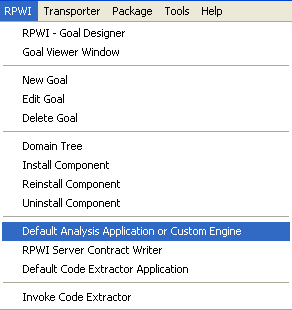 RPWI Transporter Package Tools Help
RPWI - Goal Designer
Goal Viewer Window
New Goal
Edit Goal
Delete Goal
Domain Tree
Install Component
Reinstall Component
Uninstall Component
Default Analysis Application or Custom Engine
RPWI Server Contract Writer
Default Code Extractor Application
Invoke Code Extractor